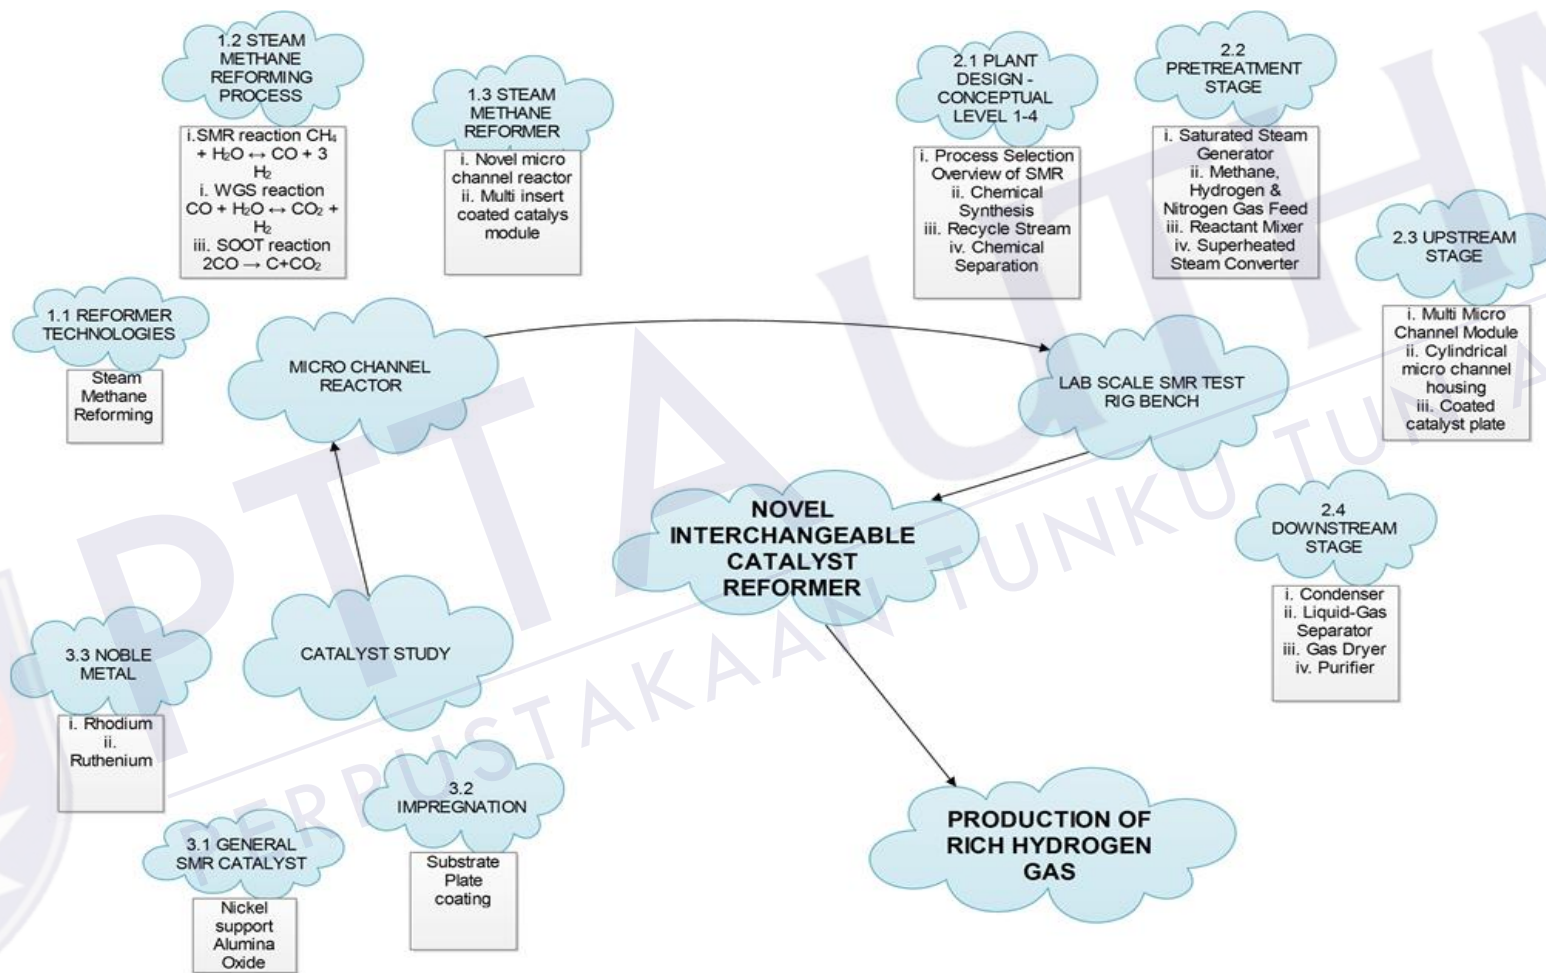 1.2 STEAM
METHANE
REFORMING
PROCESS
i.SMR reaction CH₄
+ H₂O ↔ CO + 3
H₂
i. WGS reaction
CO + H₂O ↔ CO₂ +
H₂
iii. SOOT reaction
2CO → C+CO₂
1.3 STEAM
METHANE
REFORMER
i. Novel micro
channel reactor
ii. Multi insert
coated catalys
module
2.1 PLANT
DESIGN -
CONCEPTUAL
LEVEL 1-4
i. Process Selection
Overview of SMR
ii. Chemical
Synthesis
iii. Recycle Stream
iv. Chemical
Separation
2.2
PRETREATMENT
STAGE
i. Saturated Steam
Generator
ii. Methane,
Hydrogen &
Nitrogen Gas Feed
iii. Reactant Mixer
iv. Superheated
Steam Converter
2.3 UPSTREAM
STAGE
i. Multi Micro
Channel Module
ii. Cylindrical
micro channel
housing
iii. Coated
catalyst plate
1.1 REFORMER
TECHNOLOGIES
Steam
Methane
Reforming
MICRO CHANNEL
REACTOR
LAB SCALE SMR TEST
RIG BENCH
NOVEL
INTERCHANGEABLE
CATALYST
REFORMER
2.4
DOWNSTREAM
STAGE
i. Condenser
ii. Liquid-Gas
Separator
iii. Gas Dryer
iv. Purifier
CATALYST STUDY
3.3 NOBLE
METAL
i. Rhodium
ii.
Ruthenium
3.2
IMPREGNATION
Substrate
Plate
coating
3.1 GENERAL
SMR CATALYST
Nickel
support
Alumina
Oxide
PRODUCTION OF
RICH HYDROGEN
GAS
PTTA UTHM
PERPUSTAKAAN TUNKU TUN A